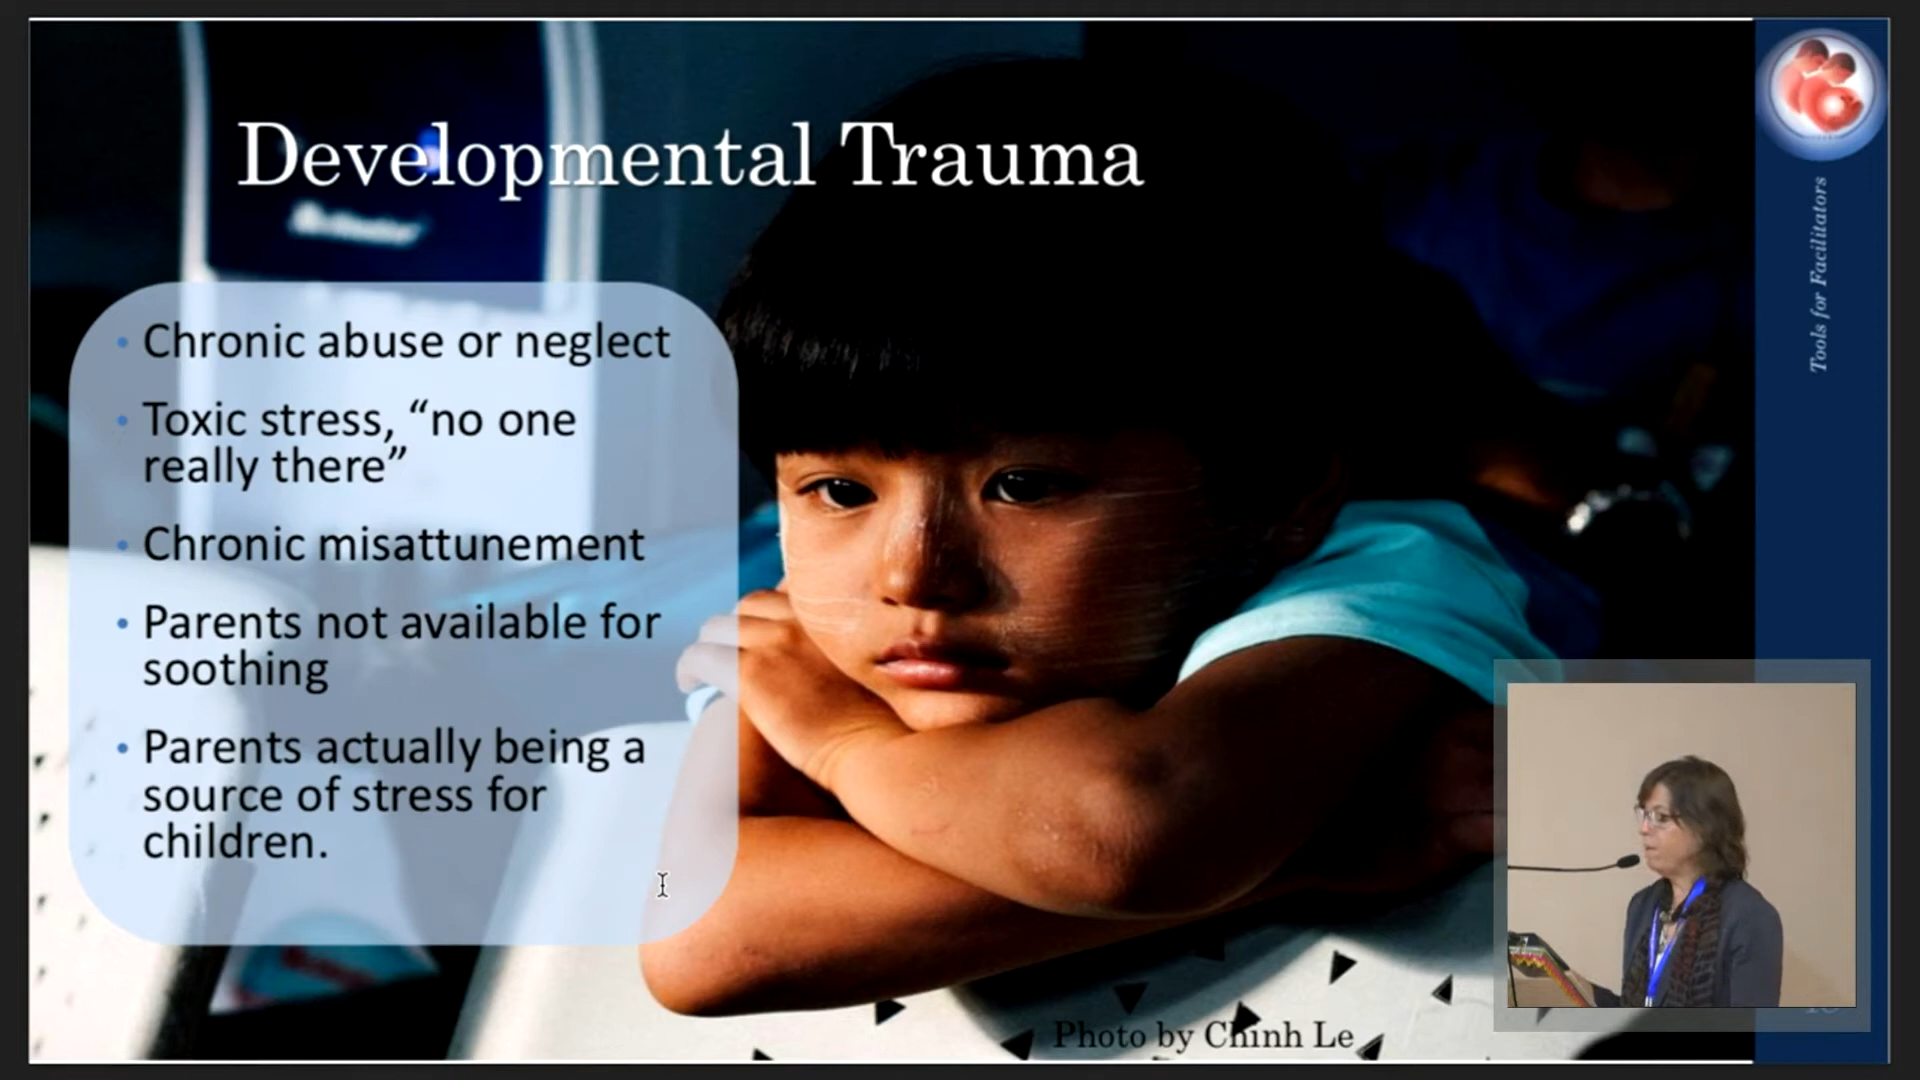 Developmental Trauma
• Chronic abuse or neglect
• Toxic stress, “no one
really there”
• Chronic misattunement
• Parents not available for
soothing
• Parents actually being a
source of stress for
children.
Photo by Chinh Le
Tools for Facilitators